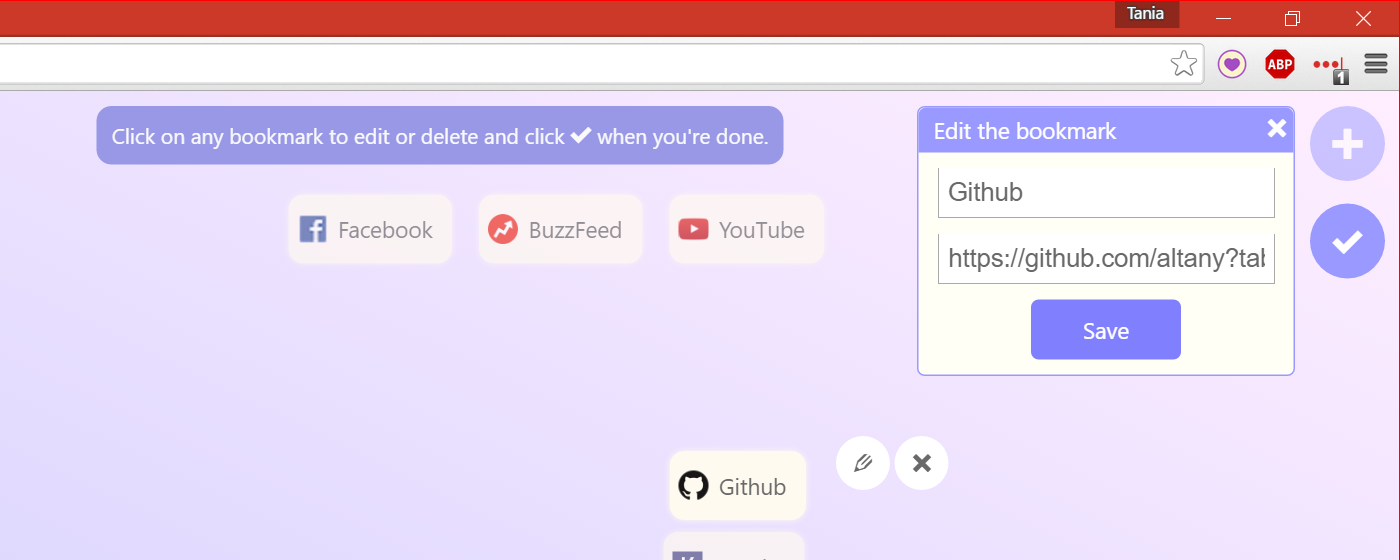 Tania
ABP
1
Click on any bookmark to edit or delete and click ✔ when you're done.
Edit the bookmark
Github
https://github.com/altany?tab
Save
Facebook
BuzzFeed
YouTube
Github